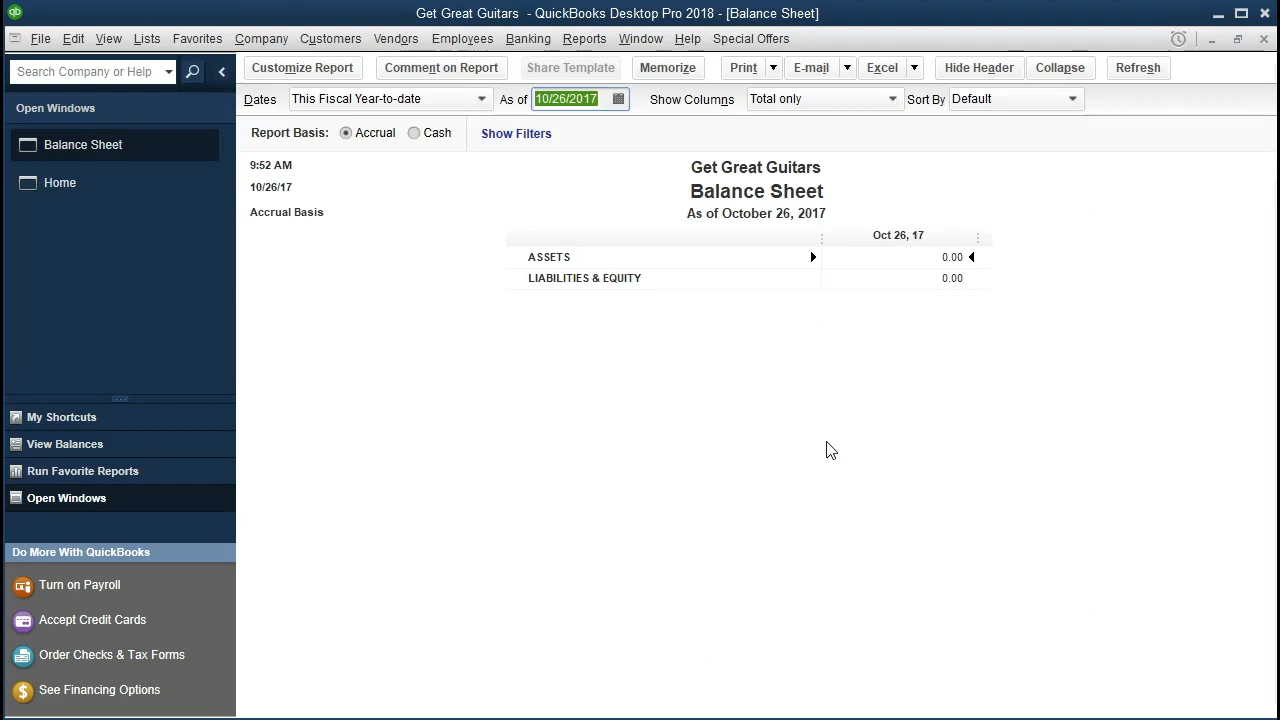 Get Great Guitars - QuickBooks Desktop Pro 2018 - [Balance Sheet]
File Edit View Lists Favorites Company Customers Vendors Employees Banking Reports Window Help Special Offers
Search Company or Help
Customize Report Comment on Report Share Template Memorize Print E-mail Excel Hide Header Collapse Refresh
Open Windows
Dates This Fiscal Year-to-date As of 10/26/2017 Show Columns Total only Sort By Default
Balance Sheet
Report Basis: Accrual Cash Show Filters
Home
9:52 AM
10/26/17
Accrual Basis
Get Great Guitars
Balance Sheet
As of October 26, 2017
Oct 26, 17
ASSETS 0.00
LIABILITIES & EQUITY 0.00
My Shortcuts
View Balances
Run Favorite Reports
Open Windows
Do More With QuickBooks
Turn on Payroll
Accept Credit Cards
Order Checks & Tax Forms
See Financing Options